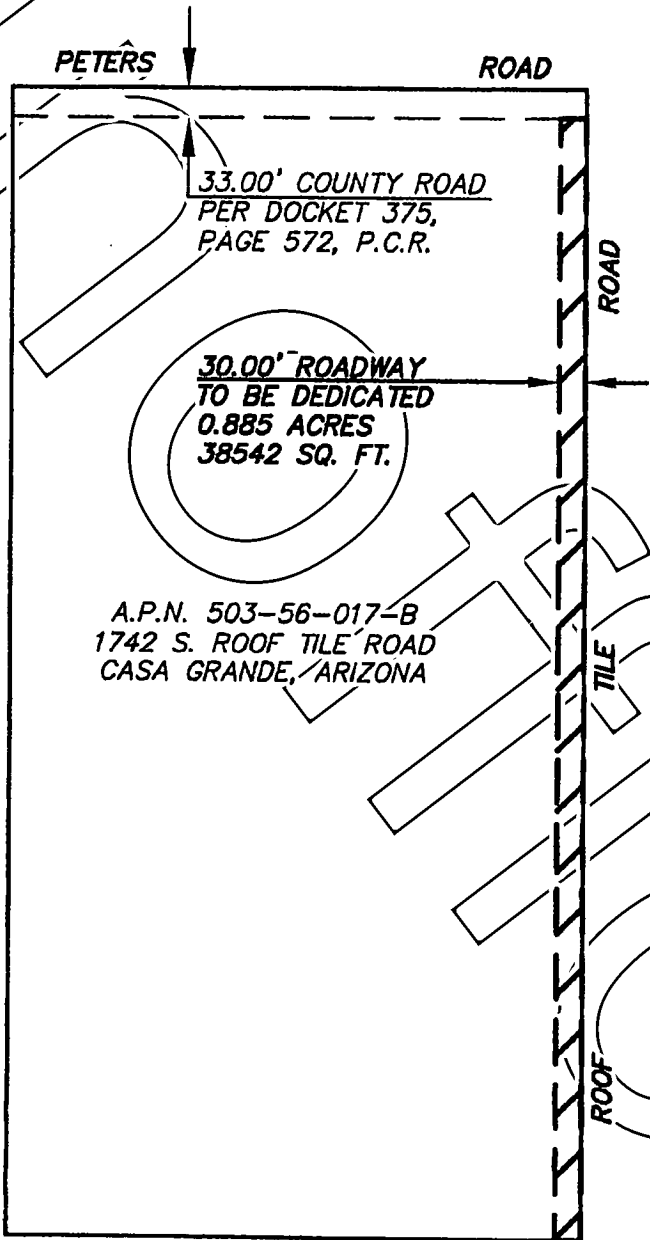 PETERS ROAD
33.00' COUNTY ROAD
PER DOCKET 375,
PAGE 572, P.C.R.
30.00' ROADWAY
TO BE DEDICATED
0.885 ACRES
38542 SQ. FT.
A.P.N. 503-56-017-B
1742 S. ROOF TILE ROAD
CASA GRANDE, ARIZONA
ROOF TILE ROAD